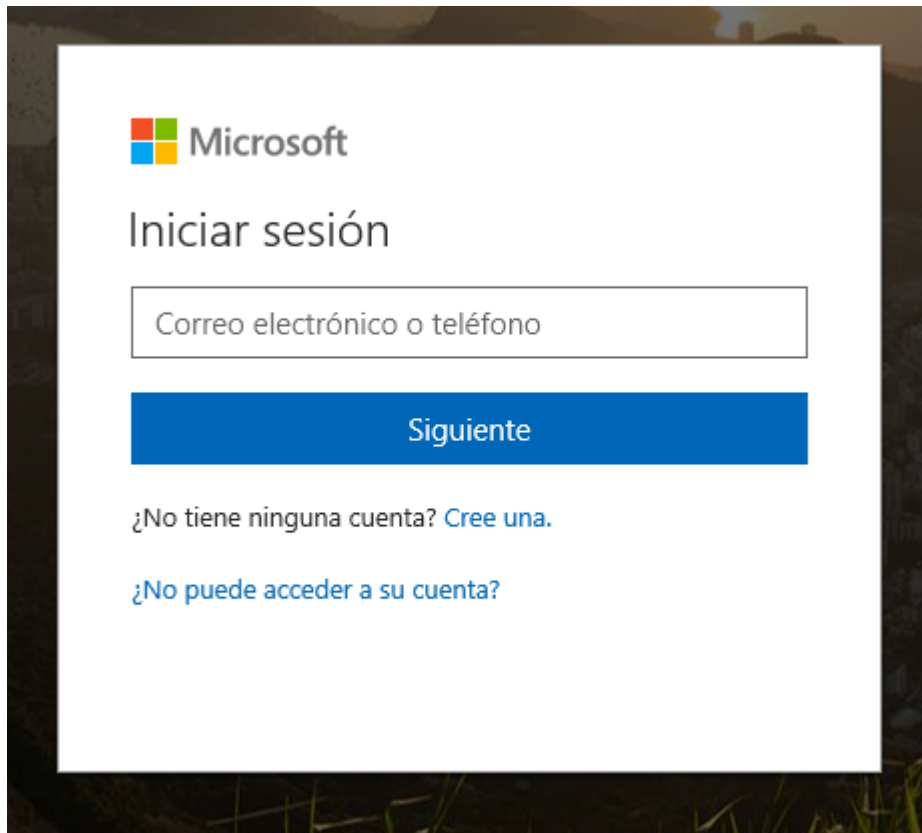 Microsoft
Iniciar sesión
Correo electrónico o teléfono
Siguiente
¿No tiene ninguna cuenta? Cree una.
¿No puede acceder a su cuenta?